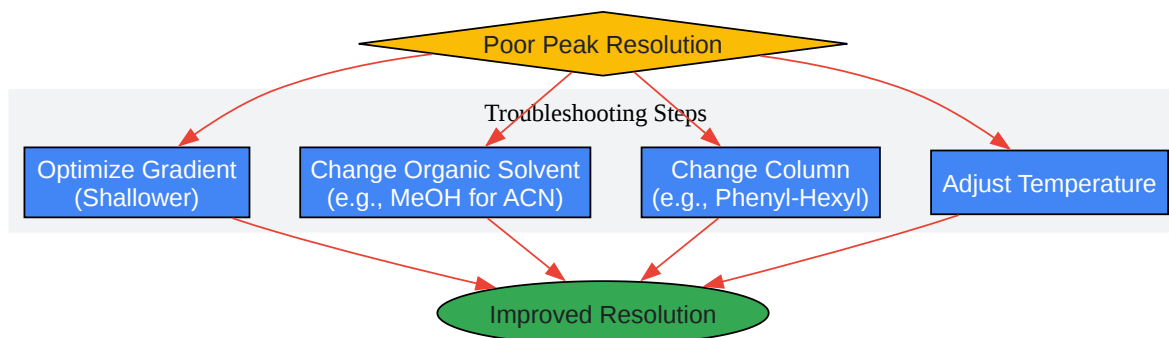 Poor Peak Resolution
Troubleshooting Steps
Optimize Gradient
(Shallower)
Change Organic Solvent
(e.g., MeOH for ACN)
Change Column
(e.g., Phenyl-Hexyl)
Adjust Temperature
Improved Resolution